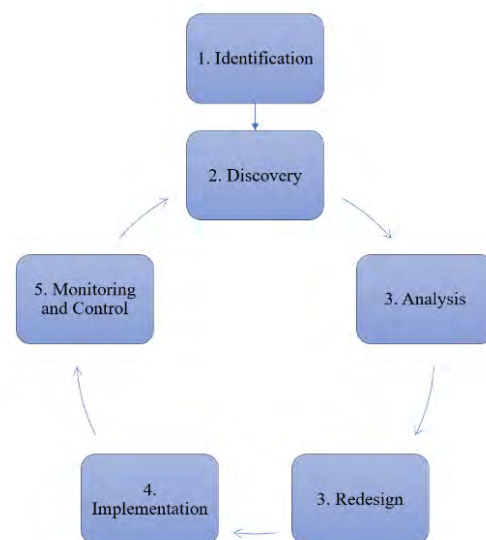 1. Identification
2. Discovery
3. Analysis
3. Redesign
4.
Implementation
5. Monitoring
and Control